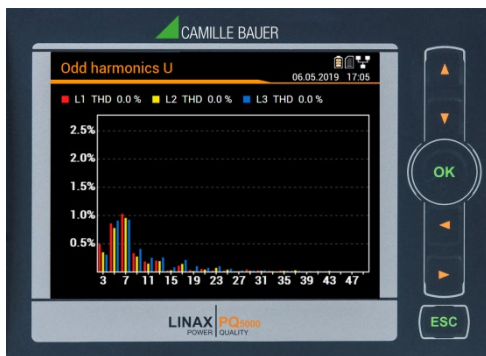 CAMILLE BAUER
Odd harmonics U
06.05.2019 17:05
L1 THD 0.0 % L2 THD 0.0 % L3 THD 0.0 %
2.5%
2.0%
1.5%
1.0%
0.5%
3 7 11 15 19 23 27 31 35 39 43 47
OK
ESC
LINAX PQ5000
POWER QUALITY